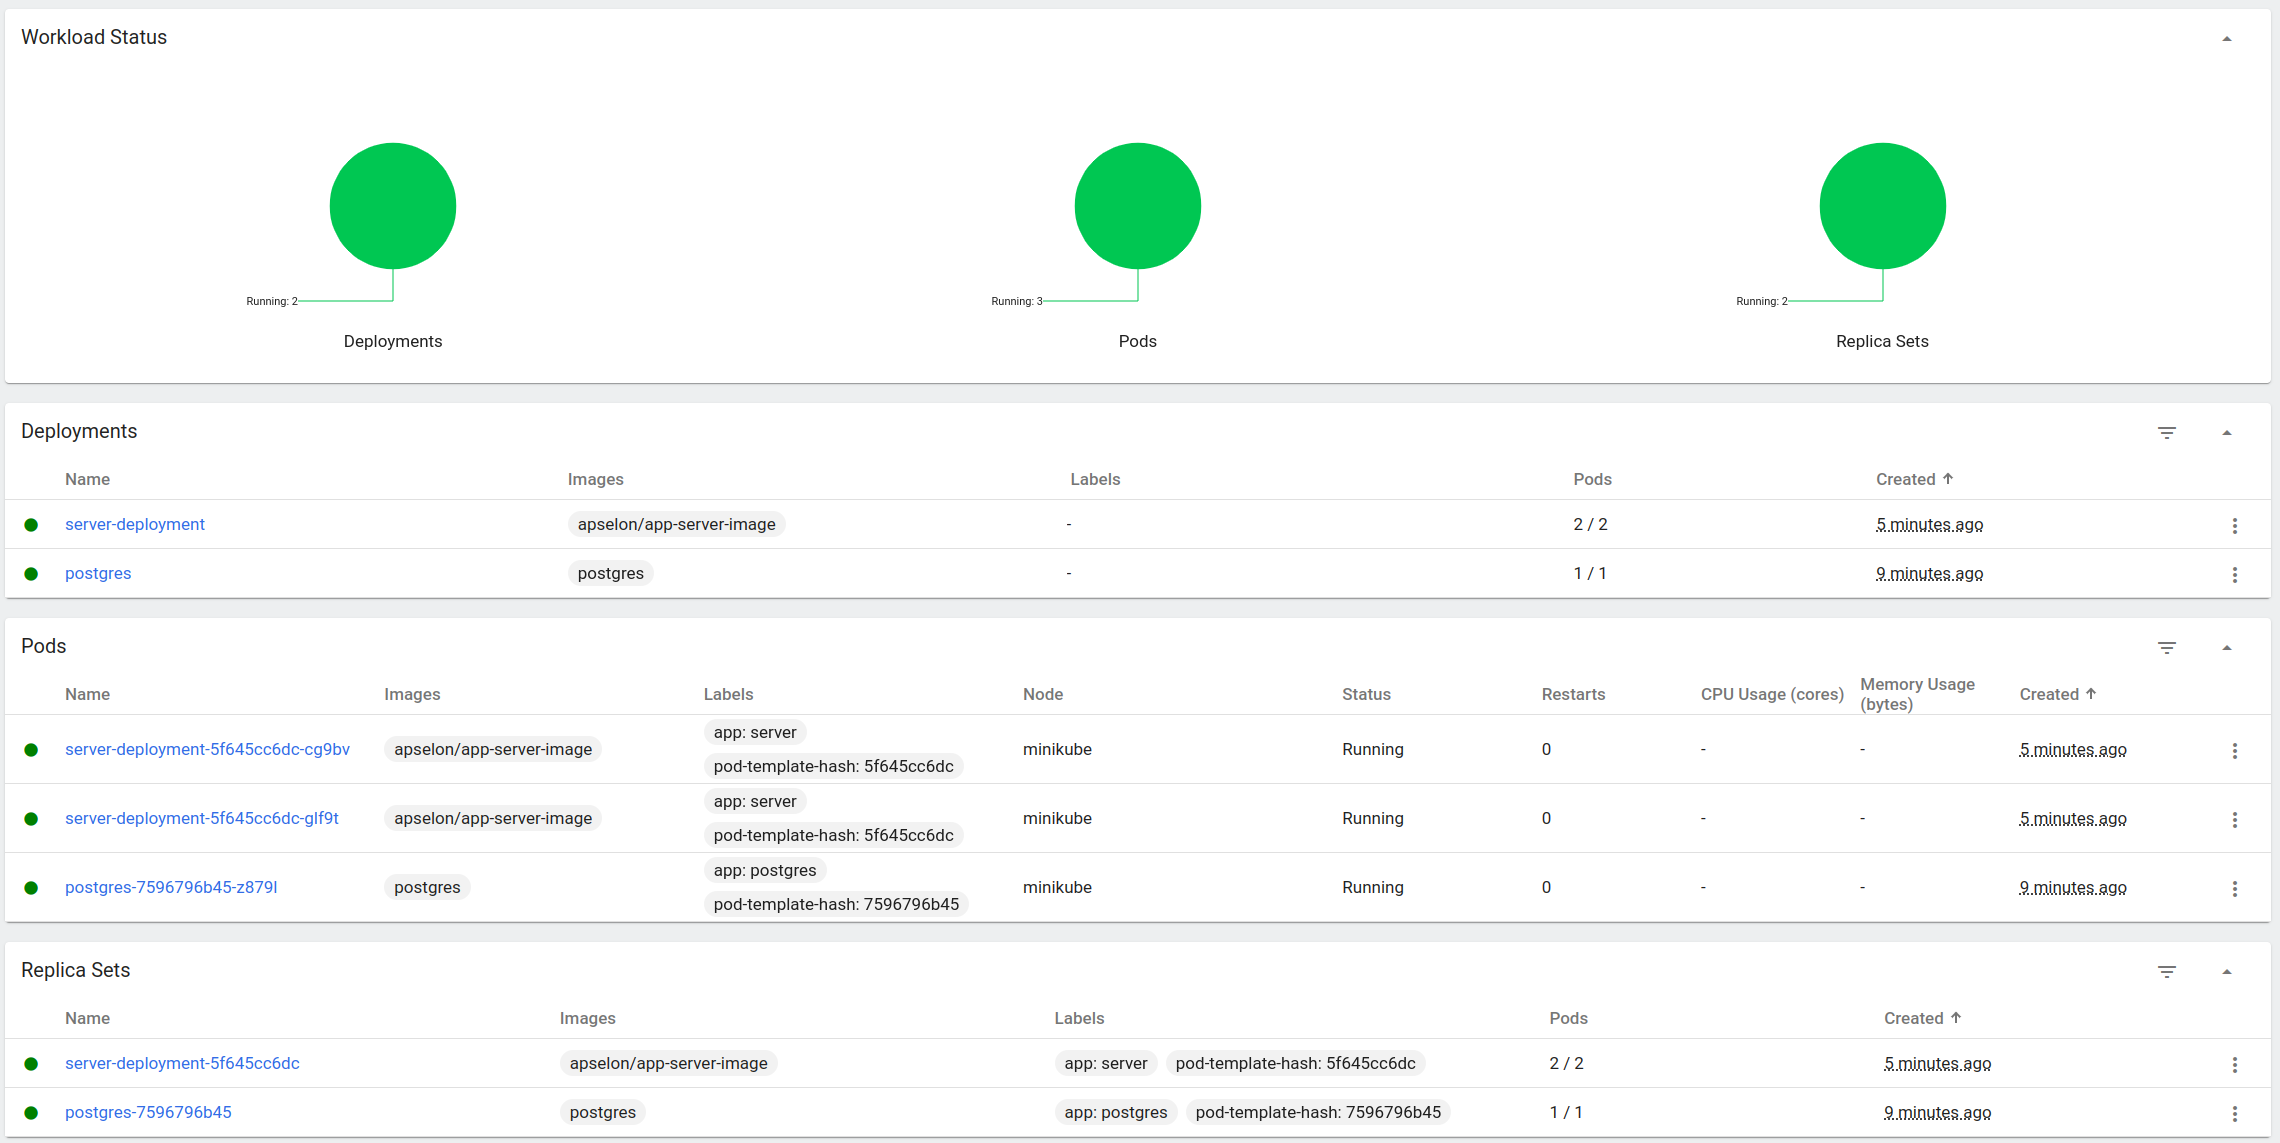 Workload Status
Running: 2
Running: 3
Running: 2
Deployments
Pods
Replica Sets
Deployments
Name Images Labels Pods Created
server-deployment apselon/app-server-image - 2 / 2 5 minutes ago
postgres postgres - 1 / 1 9 minutes ago
Pods
Name Images Labels Node Status Restarts CPU Usage (cores) Memory Usage (bytes) Created
server-deployment-5f645cc6dc-cg9bv apselon/app-server-image app: server pod-template-hash: 5f645cc6dc minikube Running 0 - - 5 minutes ago
server-deployment-5f645cc6dc-glf9t apselon/app-server-image app: server pod-template-hash: 5f645cc6dc minikube Running 0 - - 5 minutes ago
postgres-7596796b45-z879l postgres app: postgres pod-template-hash: 7596796b45 minikube Running 0 - - 9 minutes ago
Replica Sets
Name Images Labels Pods Created
server-deployment-5f645cc6dc apselon/app-server-image app: server pod-template-hash: 5f645cc6dc 2 / 2 5 minutes ago
postgres-7596796b45 postgres app: postgres pod-template-hash: 7596796b45 1 / 1 9 minutes ago